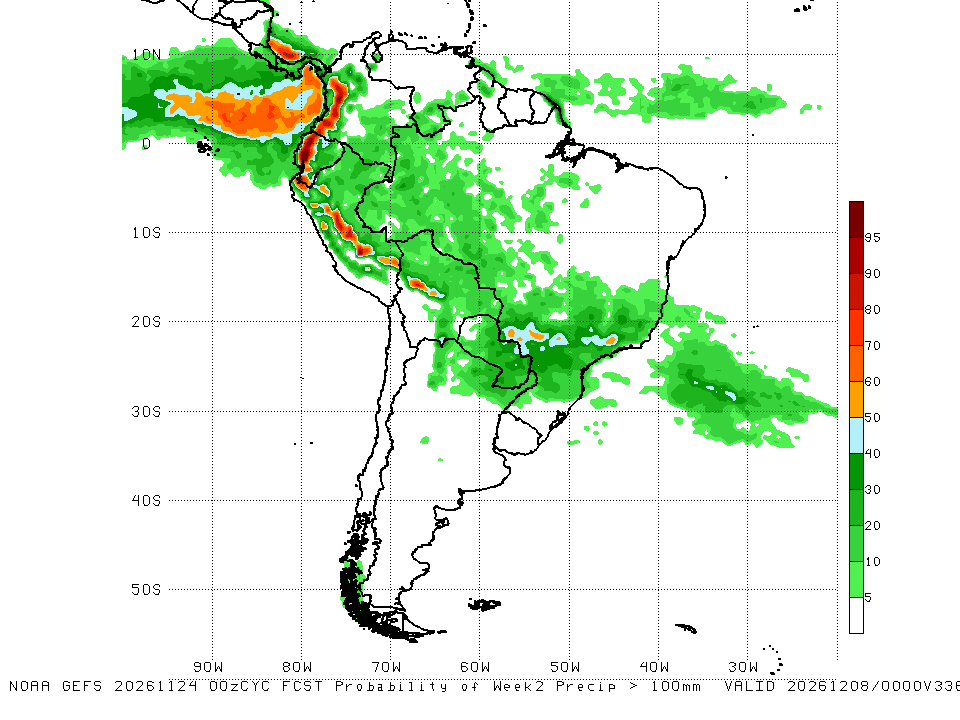 10N
0
10S
20S
30S
40S
50S
90W
80W
70W
60W
50W
40W
30W
95
90
80
70
60
50
40
30
20
10
5
NOAA GEFS 20261124 00zCYC FCST Probability of Week2 Precip > 100mm VALID 20261208/0000V336